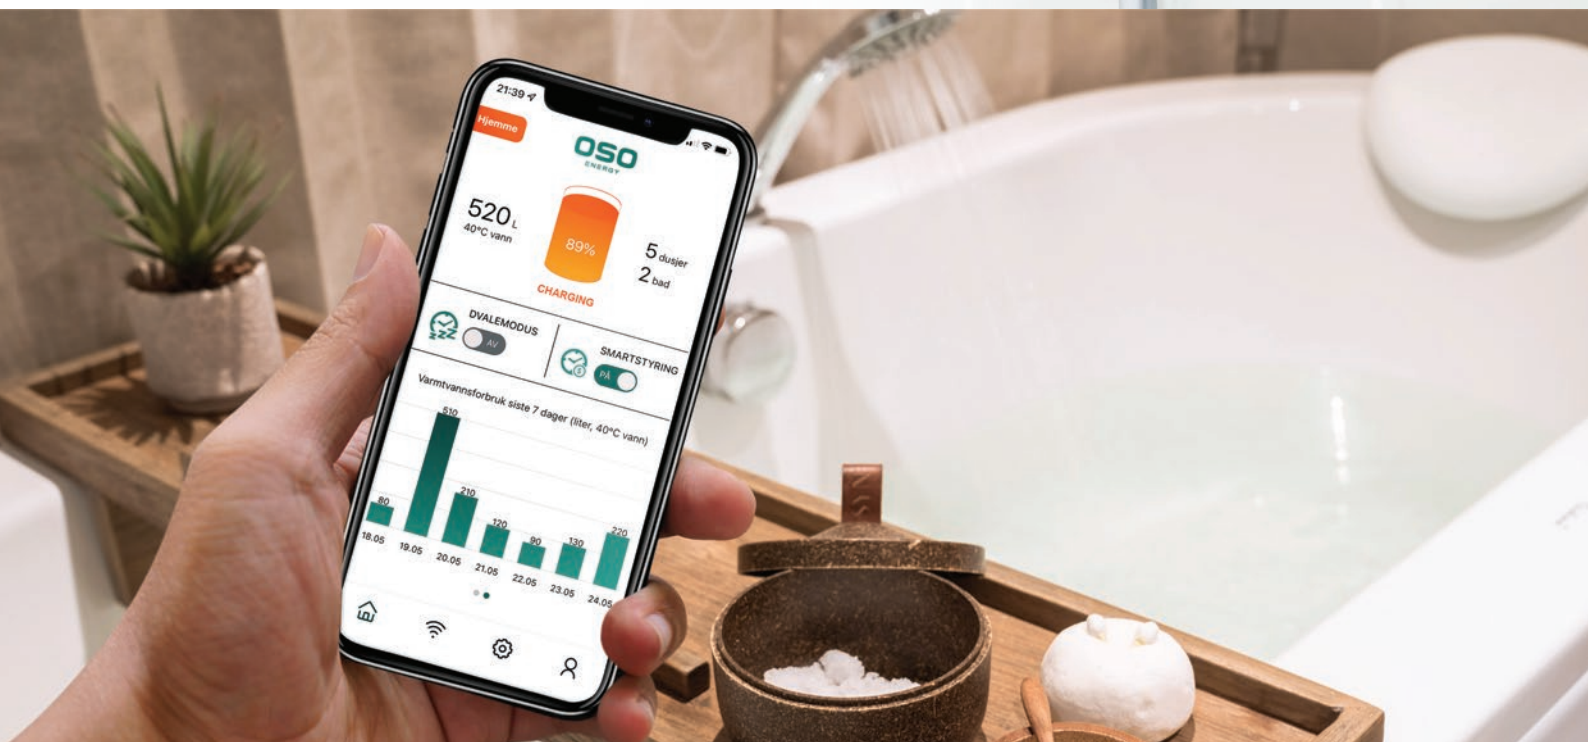 21:39
Hjemme
OSO
ENERGY
520 L
40°C vann
89%
5 dusjer
2 bad
CHARGING
DVALEMODUS
AV
SMARTSTYRING
PÅ
Varmtvannsforbruk siste 7 dager (liter, 40°C vann)
80
510
210
120
90
130
220
18.05
19.05
20.05
21.05
22.05
23.05
24.05